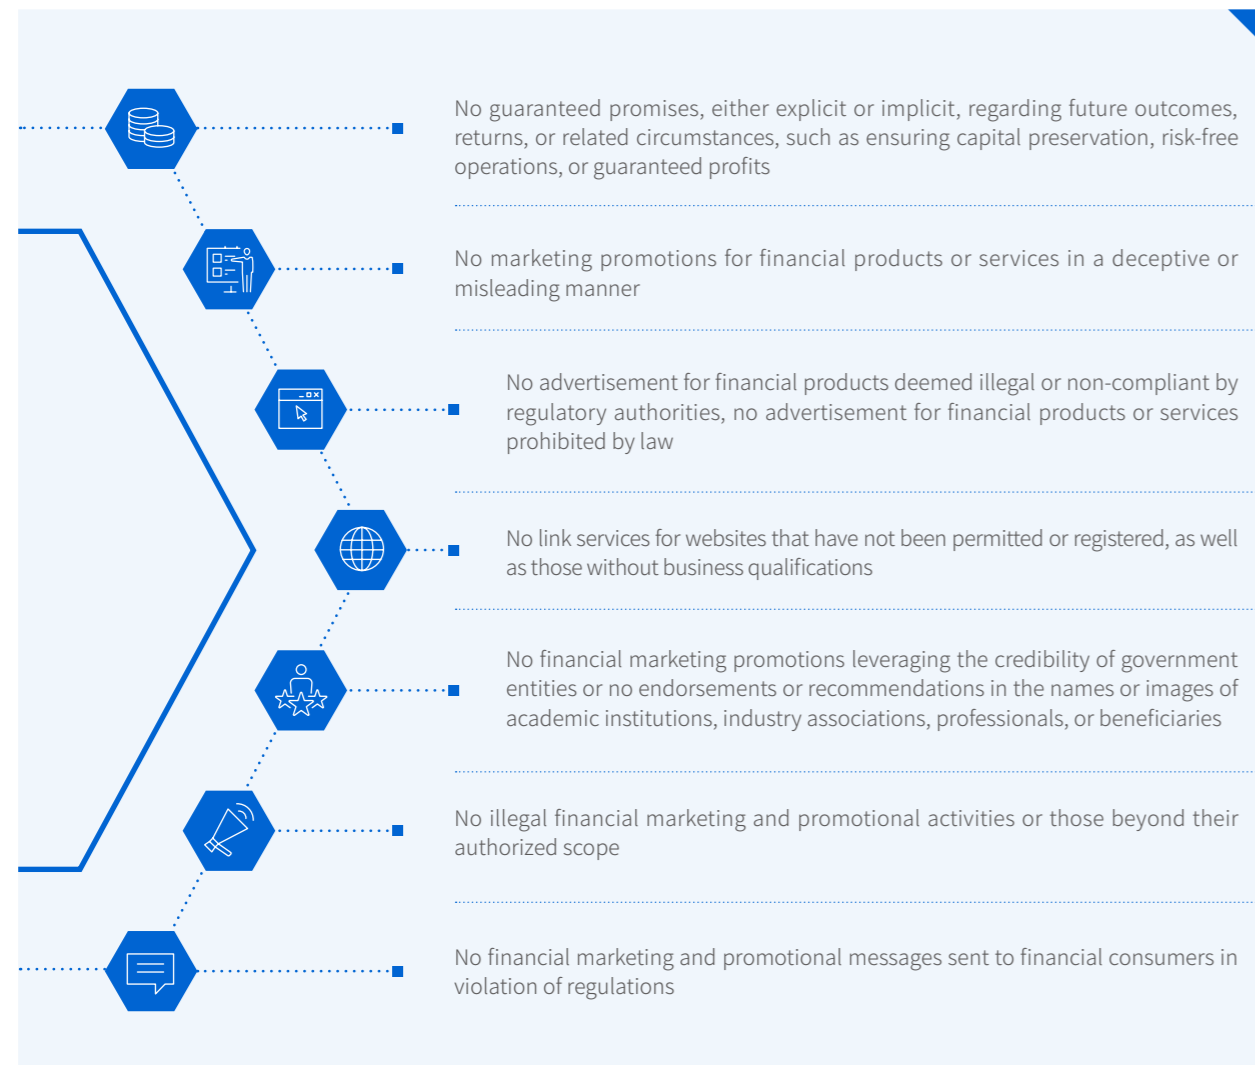 No guaranteed promises, either explicit or implicit, regarding future outcomes,
returns, or related circumstances, such as ensuring capital preservation, risk-free
operations, or guaranteed profits
No marketing promotions for financial products or services in a deceptive or
misleading manner
No advertisement for financial products deemed illegal or non-compliant by
regulatory authorities, no advertisement for financial products or services
prohibited by law
No link services for websites that have not been permitted or registered, as well
as those without business qualifications
No financial marketing promotions leveraging the credibility of government
entities or no endorsements or recommendations in the names or images of
academic institutions, industry associations, professionals, or beneficiaries
No illegal financial marketing and promotional activities or those beyond their
authorized scope
No financial marketing and promotional messages sent to financial consumers in
violation of regulations